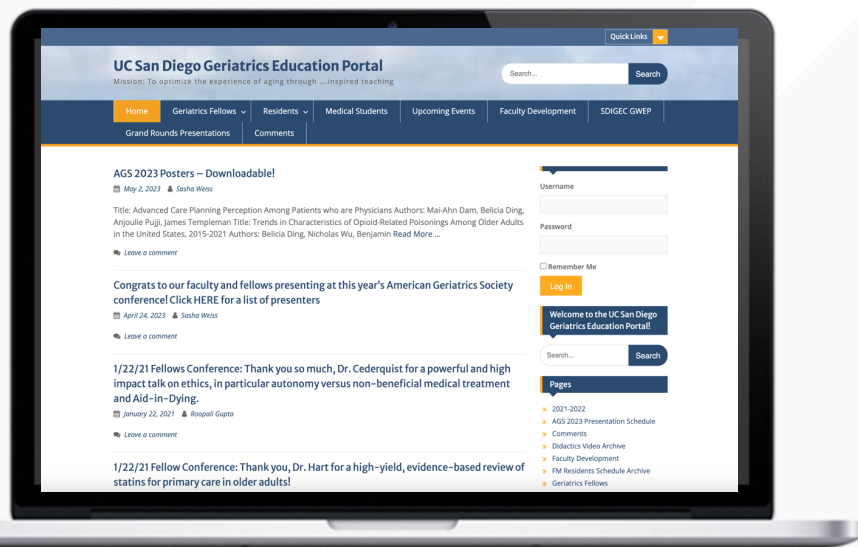 Quick Links
UC San Diego Geriatrics Education Portal
Mission: To optimize the experience of aging through ....inspired teaching
Search...
Search
Home
Geriatrics Fellows
Residents
Medical Students
Upcoming Events
Faculty Development
SDIGEC GWEP
Grand Rounds Presentations
Comments
AGS 2023 Posters – Downloadable!
May 2, 2023 Sasha Weiss
Title: Advanced Care Planning Perception Among Patients who are Physicians Authors: Mai-Ahn Dam, Belicia Ding,
Anjoulie Pujji, James Templeman Title: Trends in Characteristics of Opioid-Related Poisonings Among Older Adults
in the United States, 2015-2021 Authors: Belicia Ding, Nicholas Wu, Benjamin Read More ...
Leave a comment
Congrats to our faculty and fellows presenting at this year's American Geriatrics Society
conference! Click HERE for a list of presenters
April 24, 2023 Sasha Weiss
Leave a comment
1/22/21 Fellows Conference: Thank you so much, Dr. Cederquist for a powerful and high
impact talk on ethics, in particular autonomy versus non-beneficial medical treatment
and Aid-in-Dying.
January 22, 2021 Roopali Gupta
Leave a comment
1/22/21 Fellow Conference: Thank you, Dr. Hart for a high-yield, evidence-based review of
statins for primary care in older adults!
Username
Password
Remember Me
Log In
Welcome to the UC San Diego
Geriatrics Education Portal!
Search...
Search
Pages
2021-2022
AGS 2023 Presentation Schedule
Comments
Didactics Video Archive
Faculty Development
FM Residents Schedule Archive
Geriatrics Fellows